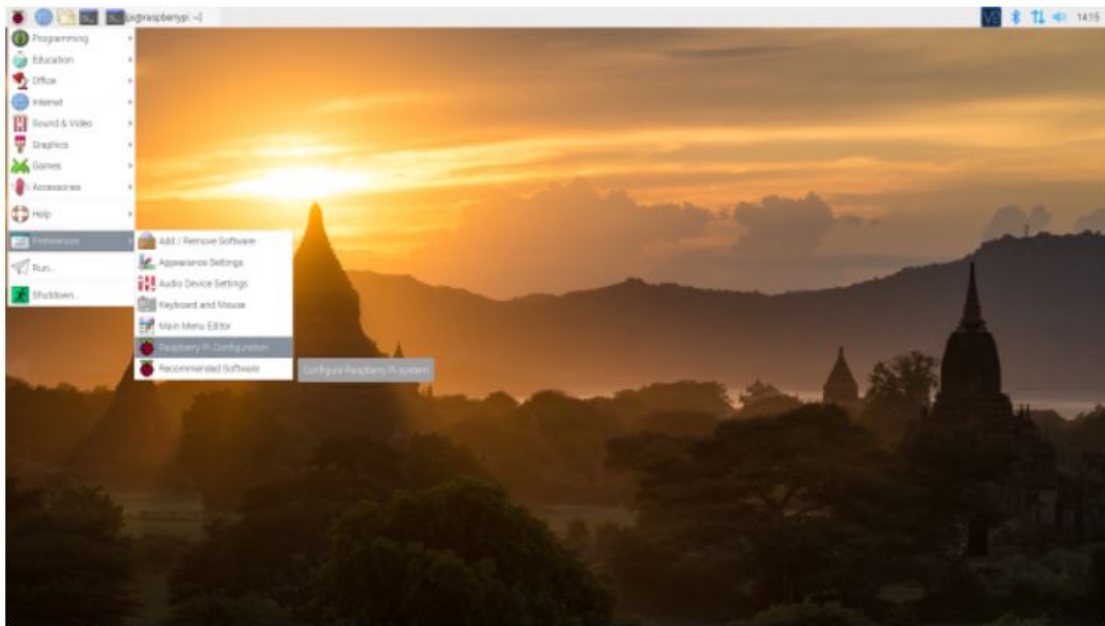 pi@raspberrypi: ~]
14:15
Programming
Education
Office
Internet
Sound & Video
Graphics
Games
Accessories
Help
Preferences
Add / Remove Software
Appearance Settings
Run...
Audio Device Settings
Shutdown...
Keyboard and Mouse
Main Menu Editor
Raspberry Pi Configuration
Recommended Software
Configure Raspberry Pi system